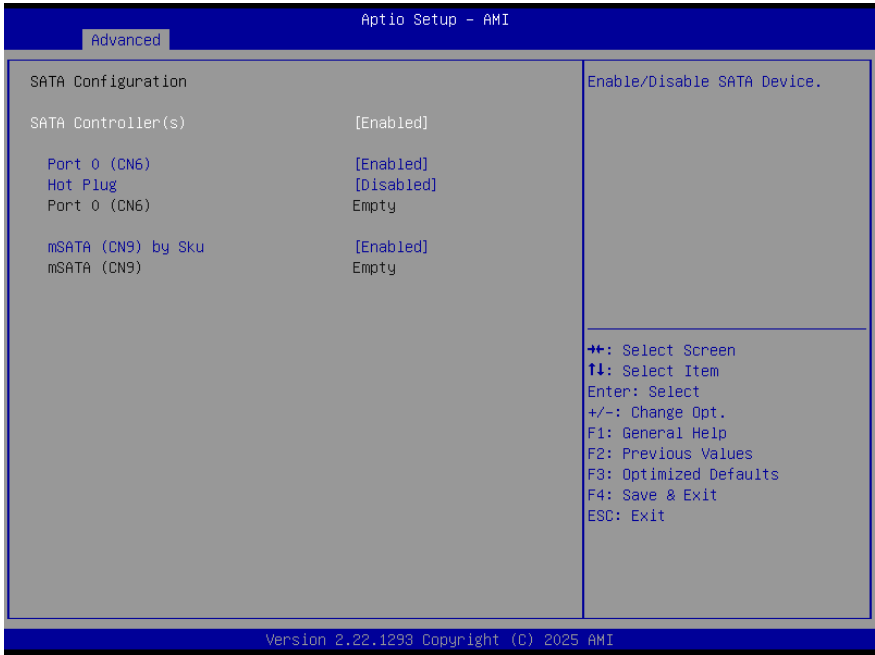 Aptio Setup – AMI
Advanced
SATA Configuration
SATA Controller(s) [Enabled]
Port 0 (CN6) [Enabled]
Hot Plug [Disabled]
Port 0 (CN6) Empty
mSATA (CN9) by Sku [Enabled]
mSATA (CN9) Empty
Enable/Disable SATA Device.
→←: Select Screen
↑↓: Select Item
Enter: Select
+/-: Change Opt.
F1: General Help
F2: Previous Values
F3: Optimized Defaults
F4: Save & Exit
ESC: Exit
Version 2.22.1293 Copyright (C) 2025 AMI